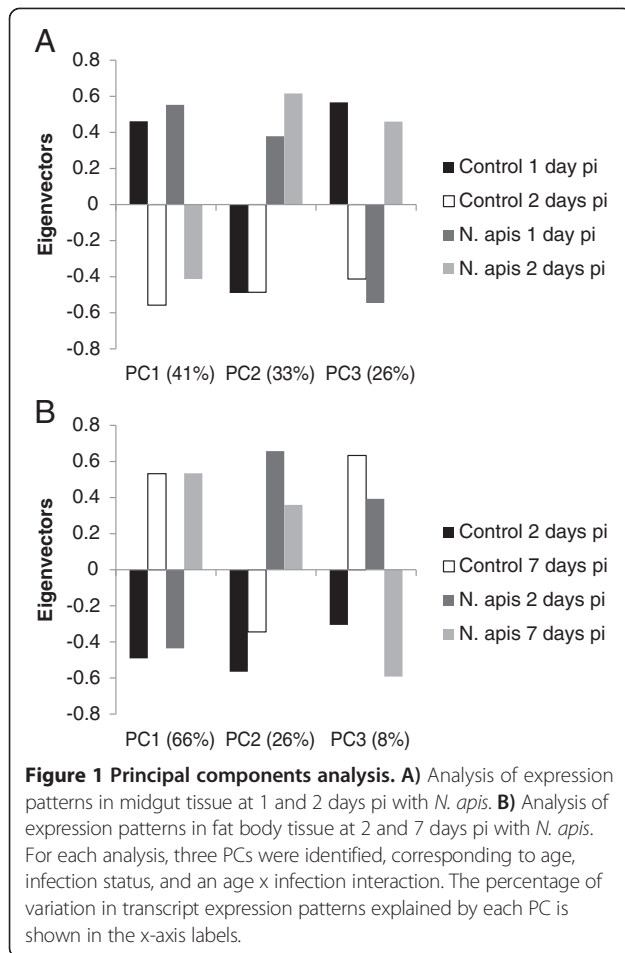 A
0.8
0.6
0.4
0.2
0
-0.2
-0.4
-0.6
-0.8
Eigenvectors
PC1 (41%) PC2 (33%) PC3 (26%)
Control 1 day pi
Control 2 days pi
N. apis 1 day pi
N. apis 2 days pi
B
0.8
0.6
0.4
0.2
0
-0.2
-0.4
-0.6
-0.8
Eigenvectors
PC1 (66%) PC2 (26%) PC3 (8%)
Control 2 days pi
Control 7 days pi
N. apis 2 days pi
N. apis 7 days pi
Figure 1 Principal components analysis. A) Analysis of expression
patterns in midgut tissue at 1 and 2 days pi with N. apis. B) Analysis of
expression patterns in fat body tissue at 2 and 7 days pi with N. apis.
For each analysis, three PCs were identified, corresponding to age,
infection status, and an age x infection interaction. The percentage of
variation in transcript expression patterns explained by each PC is
shown in the x-axis labels.